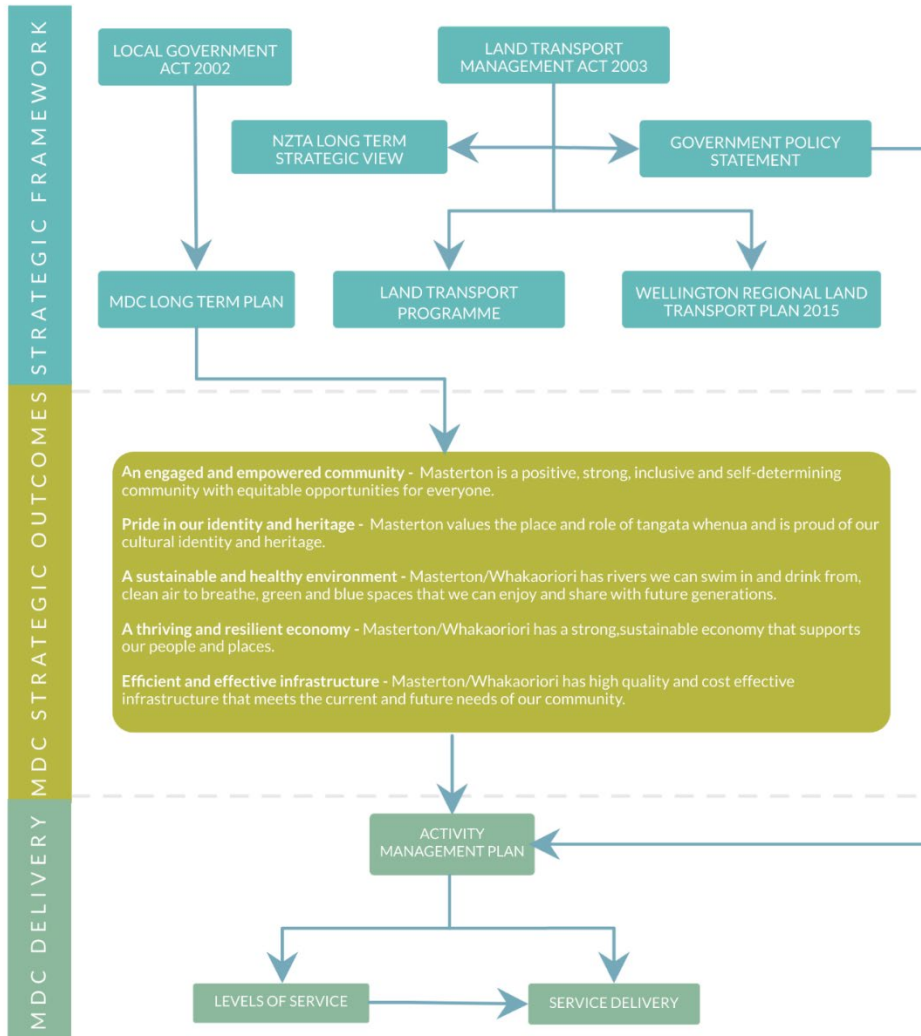 STRATEGIC FRAMEWORK
LOCAL GOVERNMENT
ACT 2002
LAND TRANSPORT
MANAGEMENT ACT 2003
NZTA LONG TERM
STRATEGIC VIEW
GOVERNMENT POLICY
STATEMENT
MDC LONG TERM PLAN
LAND TRANSPORT
PROGRAMME
WELLINGTON REGIONAL LAND
TRANSPORT PLAN 2015
MDC STRATEGIC OUTCOMES
An engaged and empowered community - Masterton is a positive, strong, inclusive and self-determining
community with equitable opportunities for everyone.
Pride in our identity and heritage - Masterton values the place and role of tangata whenua and is proud of our
cultural identity and heritage.
A sustainable and healthy environment - Masterton/Whakaoriori has rivers we can swim in and drink from,
clean air to breathe, green and blue spaces that we can enjoy and share with future generations.
A thriving and resilient economy - Masterton/Whakaoriori has a strong,sustainable economy that supports
our people and places.
Efficient and effective infrastructure - Masterton/Whakaoriori has high quality and cost effective
infrastructure that meets the current and future needs of our community.
MDC DELIVERY
ACTIVITY
MANAGEMENT PLAN
LEVELS OF SERVICE
SERVICE DELIVERY